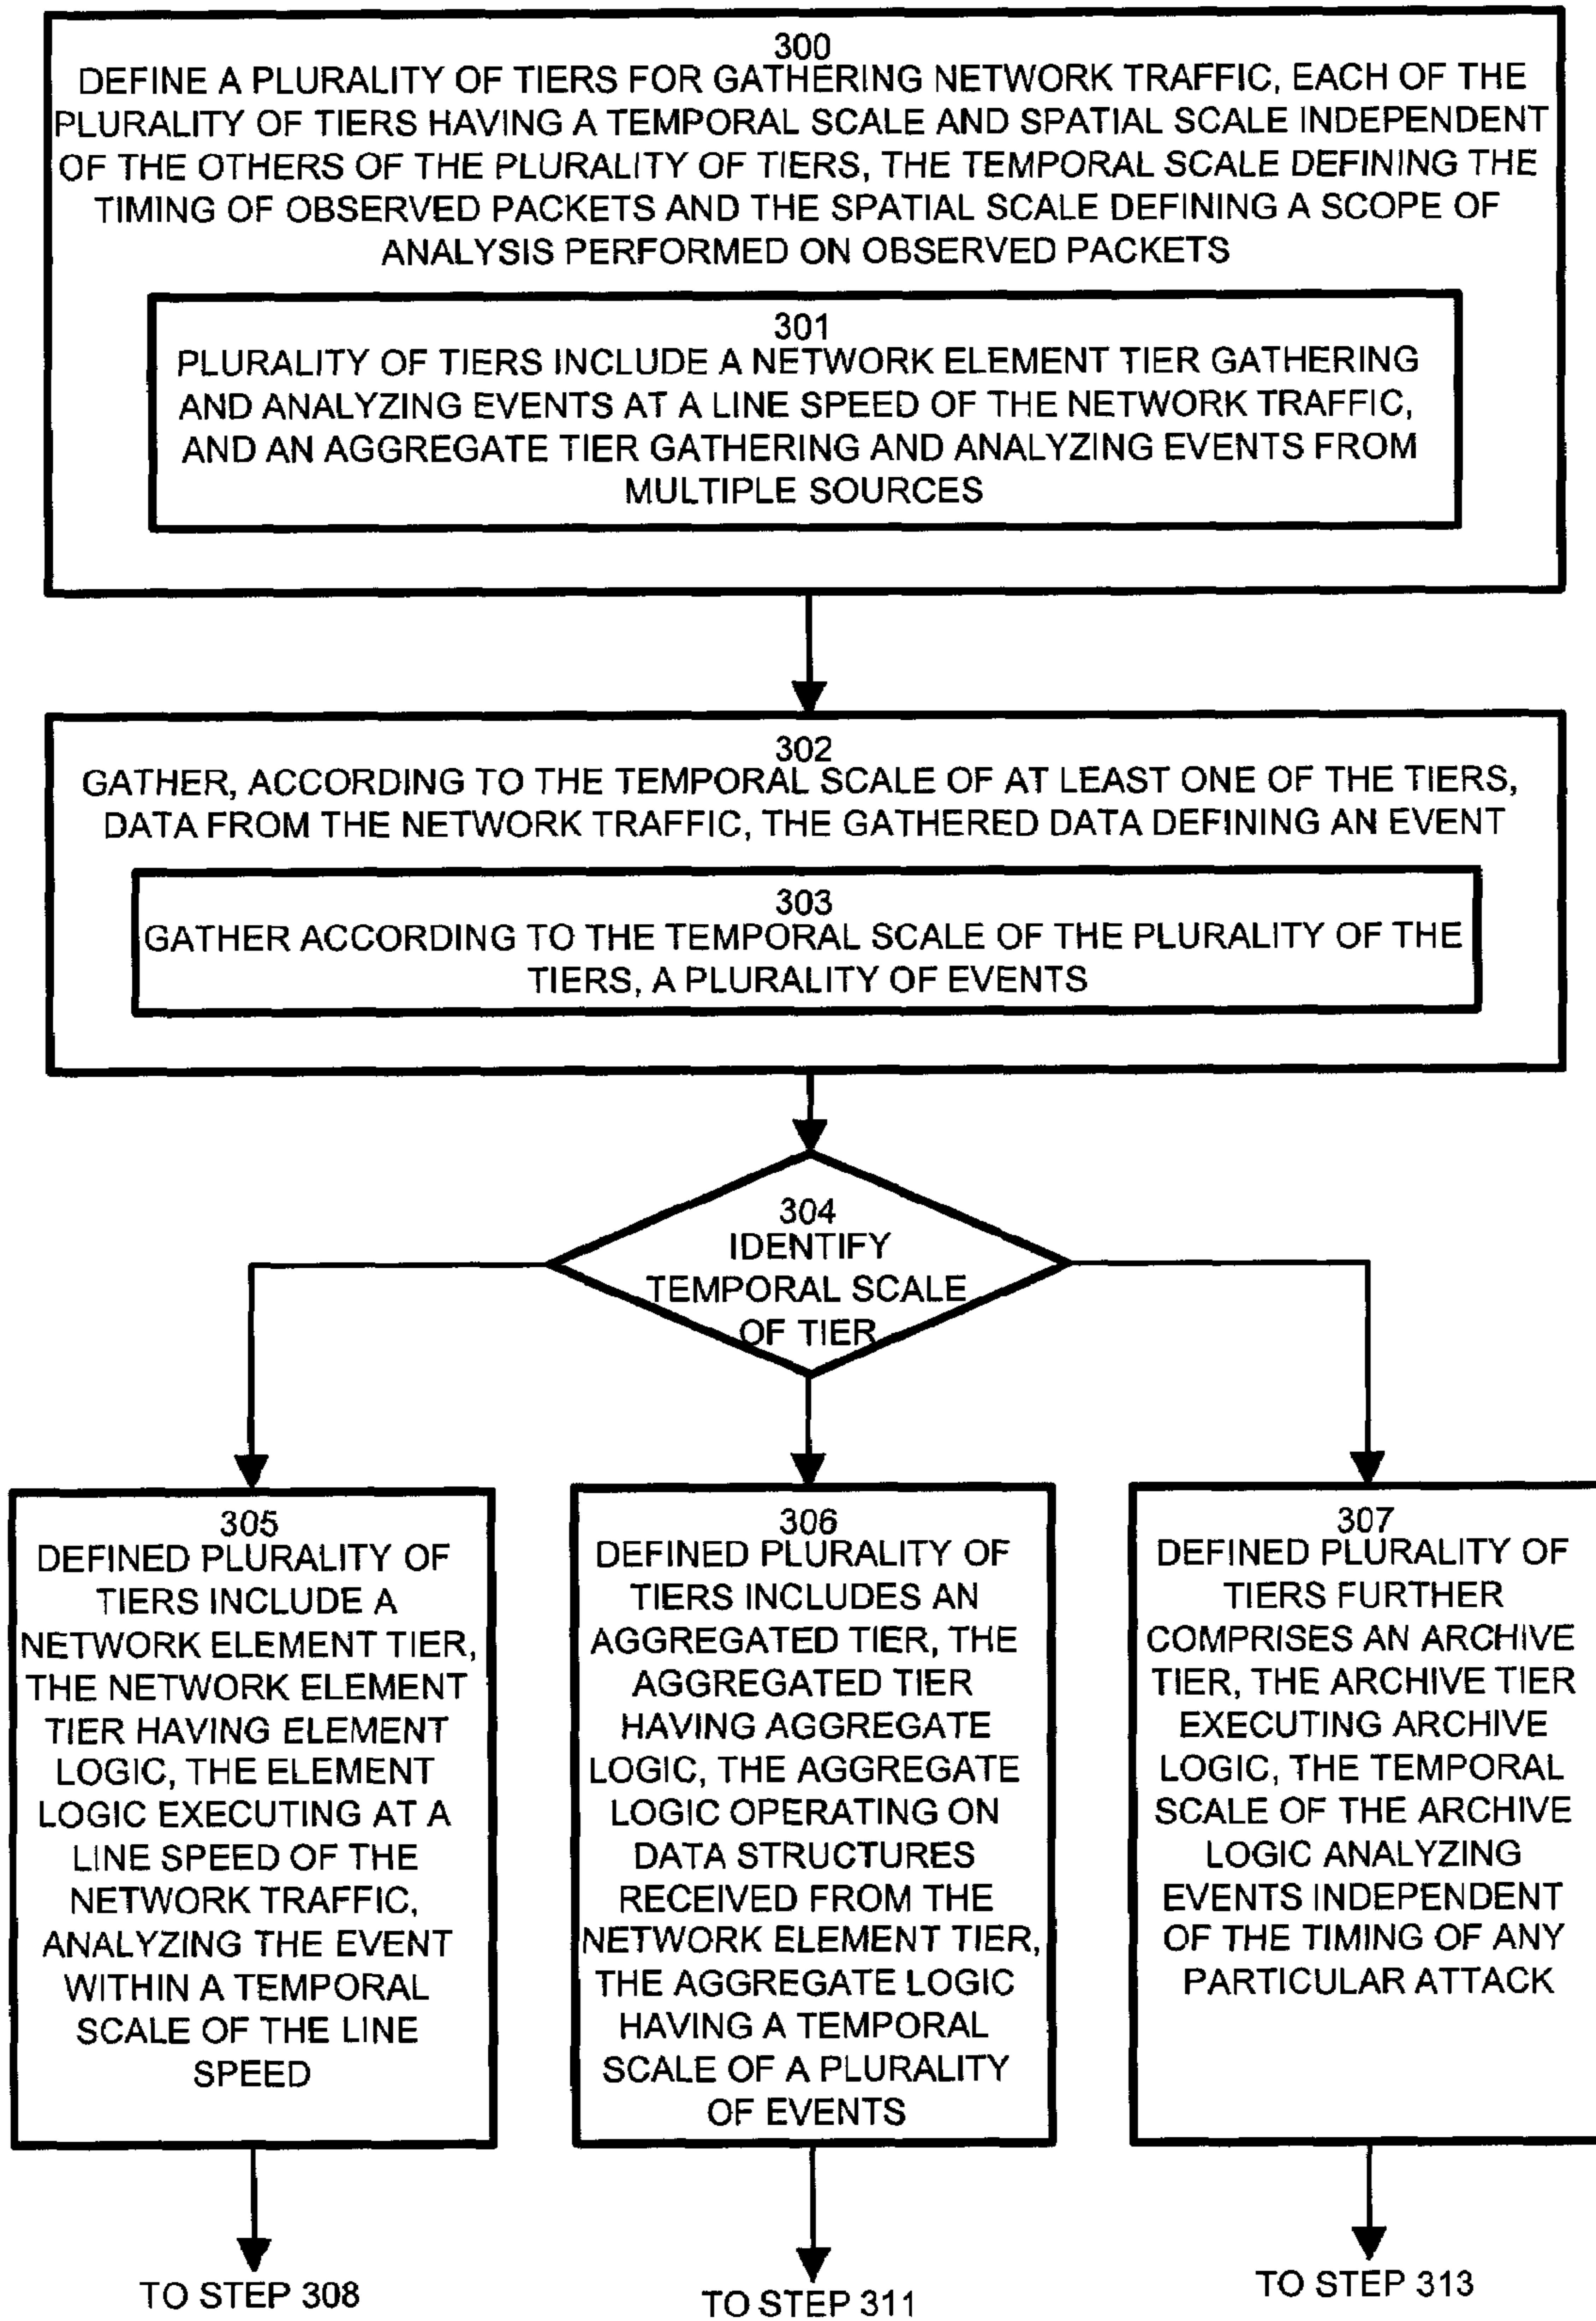 300
DEFINE A PLURALITY OF TIERS FOR GATHERING NETWORK TRAFFIC, EACH OF THE
PLURALITY OF TIERS HAVING A TEMPORAL SCALE AND SPATIAL SCALE INDEPENDENT
OF THE OTHERS OF THE PLURALITY OF TIERS, THE TEMPORAL SCALE DEFINING THE
TIMING OF OBSERVED PACKETS AND THE SPATIAL SCALE DEFINING A SCOPE OF
ANALYSIS PERFORMED ON OBSERVED PACKETS
301
PLURALITY OF TIERS INCLUDE A NETWORK ELEMENT TIER GATHERING
AND ANALYZING EVENTS AT A LINE SPEED OF THE NETWORK TRAFFIC,
AND AN AGGREGATE TIER GATHERING AND ANALYZING EVENTS FROM
MULTIPLE SOURCES
302
GATHER, ACCORDING TO THE TEMPORAL SCALE OF AT LEAST ONE OF THE TIERS,
DATA FROM THE NETWORK TRAFFIC, THE GATHERED DATA DEFINING AN EVENT
303
GATHER ACCORDING TO THE TEMPORAL SCALE OF THE PLURALITY OF THE
TIERS, A PLURALITY OF EVENTS
304
IDENTIFY
TEMPORAL SCALE
OF TIER
305
DEFINED PLURALITY OF
TIERS INCLUDE A
NETWORK ELEMENT TIER,
THE NETWORK ELEMENT
TIER HAVING ELEMENT
LOGIC, THE ELEMENT
LOGIC EXECUTING AT A
LINE SPEED OF THE
NETWORK TRAFFIC,
ANALYZING THE EVENT
WITHIN A TEMPORAL
SCALE OF THE LINE
SPEED
306
DEFINED PLURALITY OF
TIERS INCLUDES AN
AGGREGATED TIER, THE
AGGREGATED TIER
HAVING AGGREGATE
LOGIC, THE AGGREGATE
LOGIC OPERATING ON
DATA STRUCTURES
RECEIVED FROM THE
NETWORK ELEMENT TIER,
THE AGGREGATE LOGIC
HAVING A TEMPORAL
SCALE OF A PLURALITY
OF EVENTS
307
DEFINED PLURALITY OF
TIERS FURTHER
COMPRISES AN ARCHIVE
TIER, THE ARCHIVE TIER
EXECUTING ARCHIVE
LOGIC, THE TEMPORAL
SCALE OF THE ARCHIVE
LOGIC ANALYZING
EVENTS INDEPENDENT
OF THE TIMING OF ANY
PARTICULAR ATTACK
TO STEP 308
TO STEP 311
TO STEP 313